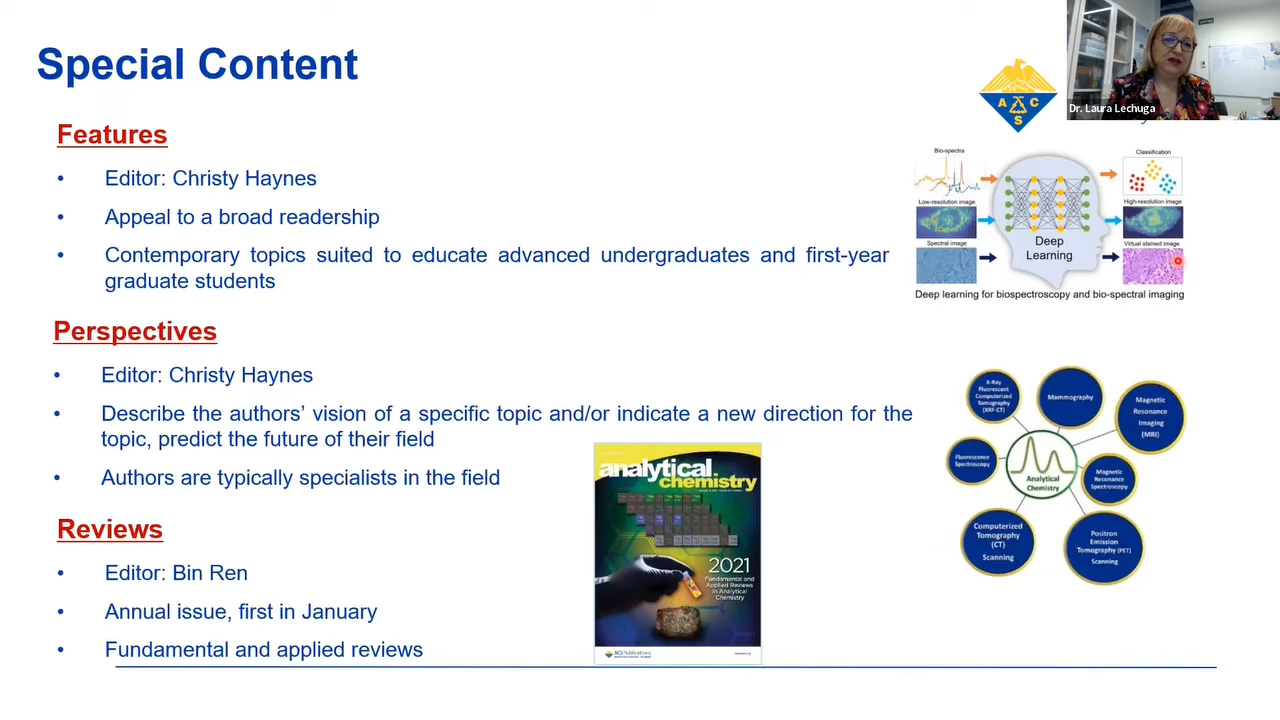 Special Content
A C
S
Dr. Laura Lechuga
Features
• Editor: Christy Haynes
• Appeal to a broad readership
• Contemporary topics suited to educate advanced undergraduates and first-year
graduate students
Bio-spectra
Classification
Low-resolution image
High-resolution image
Spectral image
Virtual stained image
Deep
Learning
Deep learning for biospectroscopy and bio-spectral imaging
Perspectives
• Editor: Christy Haynes
• Describe the authors’ vision of a specific topic and/or indicate a new direction for the
topic, predict the future of their field
• Authors are typically specialists in the field
Reviews
• Editor: Bin Ren
• Annual issue, first in January
• Fundamental and applied reviews
analytical
chemistry
2021
Fundamental and
Applied Reviews
in Analytical
Chemistry
ACS Publications
X-Ray
Fluorescent
Computerized
Tomography
(XRF-CT)
Mammography
Magnetic
Resonance
Imaging
(MRI)
Fluorescence
Spectroscopy
Analytical
Chemistry
Magnetic
Resonance
Spectroscopy
Computerized
Tomography
(CT)
Scanning
Positron
Emission
Tomography (PET)
Scanning